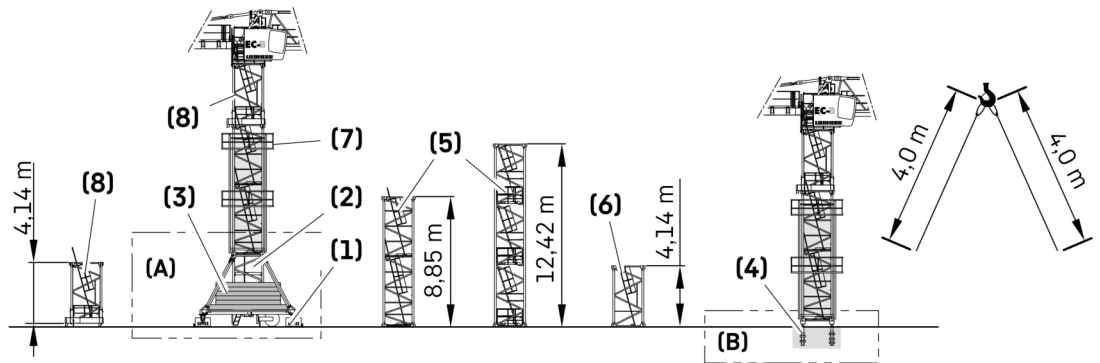 EC-B
LIEBHERR
(8)
(7)
(5)
4,14 m
(8)
(3)
(2)
(1)
(A)
8,85 m
12,42 m
(6)
4,14 m
EC-B
LIEBHERR
(4)
(B)
4,0 m
4,0 m